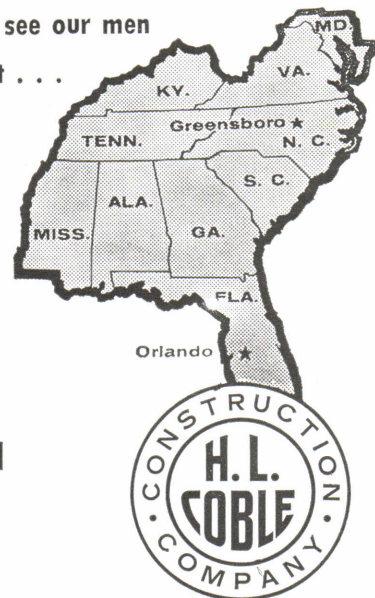 see our men
t . . .
MD.
VA.
KY.
Greensboro ★
TENN.
N. C.
S. C.
ALA.
MISS.
GA.
FLA.
Orlando ★
CONSTRUCTION
H. L.
COBLE
COMPANY